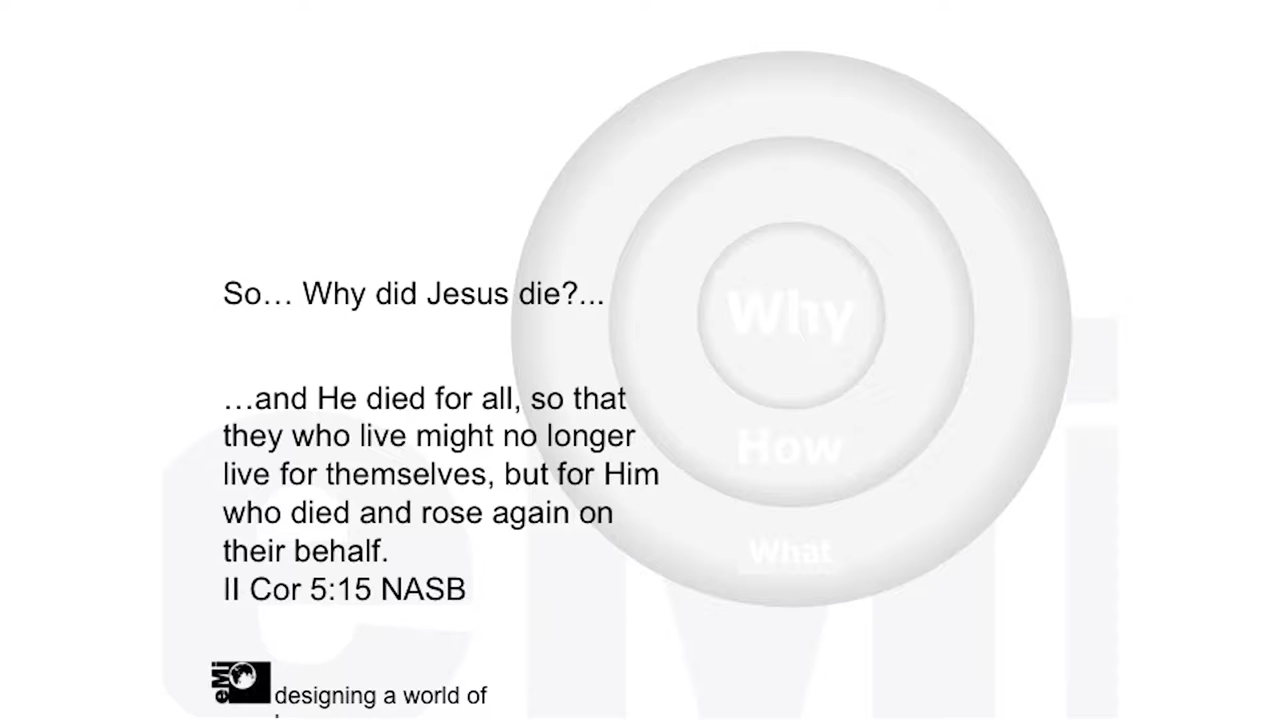 So… Why did Jesus die?...
…and He died for all, so that
they who live might no longer
live for themselves, but for Him
who died and rose again on
their behalf.
II Cor 5:15 NASB
Why
How
What
eMi
eMi
designing a world of